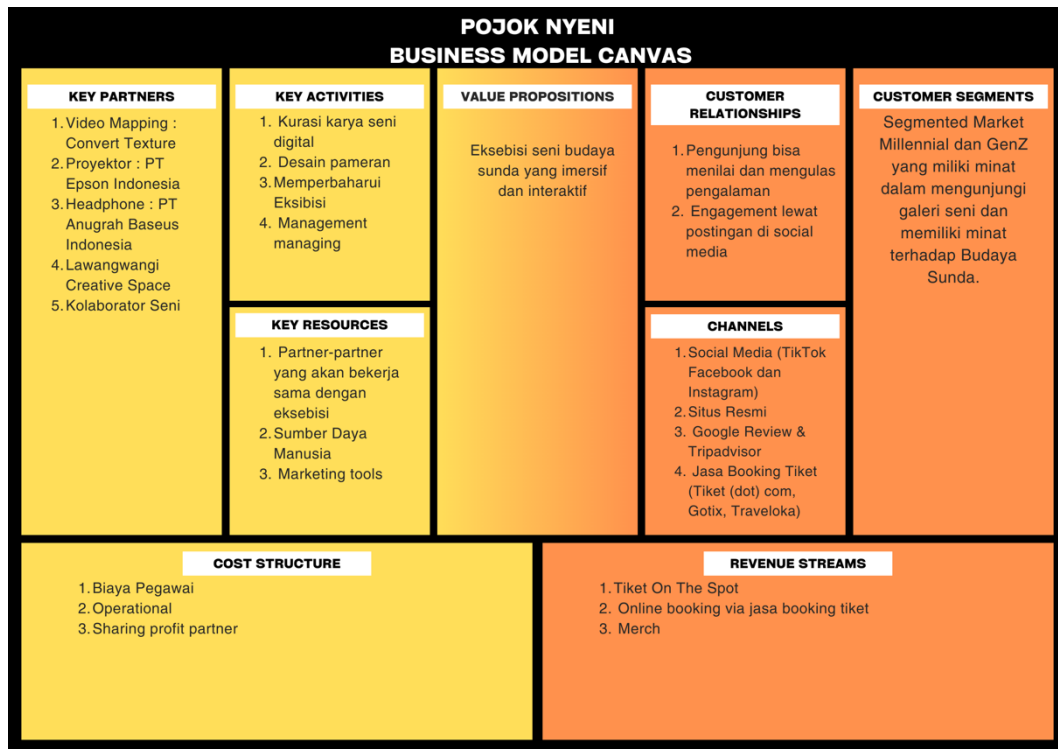 POJOK NYENI
BUSINESS MODEL CANVAS
KEY PARTNERS
1. Video Mapping :
Convert Texture
2. Proyektor : PT
Epson Indonesia
3. Headphone : PT
Anugrah Baseus
Indonesia
4. Lawangwangi
Creative Space
5. Kolaborator Seni
KEY ACTIVITIES
1. Kurasi karya seni
digital
2. Desain pameran
3. Memperbaharui
Eksibisi
4. Management
managing
KEY RESOURCES
1. Partner-partner
yang akan bekerja
sama dengan
eksebisi
2. Sumber Daya
Manusia
3. Marketing tools
VALUE PROPOSITIONS
Eksebisi seni budaya
sunda yang imersif
dan interaktif
CUSTOMER
RELATIONSHIPS
1. Pengunjung bisa
menilai dan mengulas
pengalaman
2. Engagement lewat
postingan di social
media
CHANNELS
1. Social Media (TikTok
Facebook dan
Instagram)
2. Situs Resmi
3. Google Review &
Tripadvisor
4. Jasa Booking Tiket
(Tiket (dot) com,
Gotix, Traveloka)
CUSTOMER SEGMENTS
Segmented Market
Millennial dan GenZ
yang miliki minat
dalam mengunjungi
galeri seni dan
memiliki minat
terhadap Budaya
Sunda.
COST STRUCTURE
1. Biaya Pegawai
2. Operational
3. Sharing profit partner
REVENUE STREAMS
1. Tiket On The Spot
2. Online booking via jasa booking tiket
3. Merch